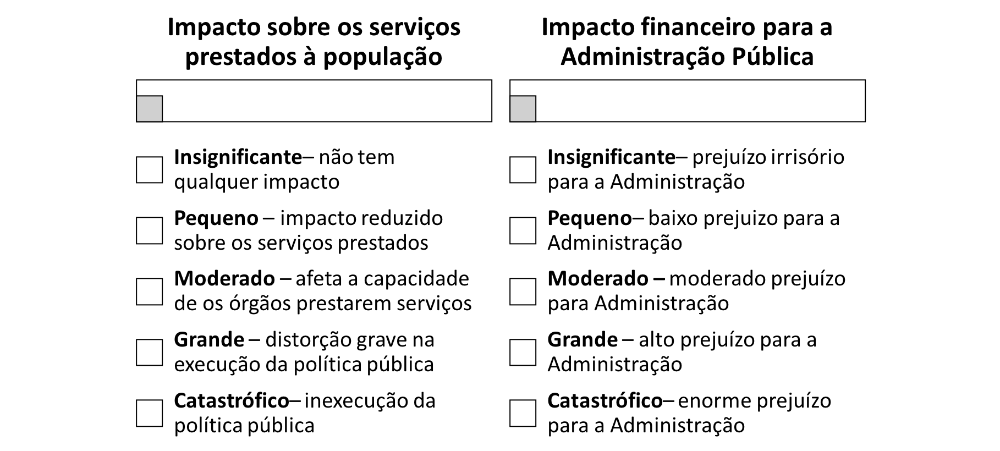 Impacto sobre os serviços
prestados à população
Insignificante– não tem
qualquer impacto
Pequeno – impacto reduzido
sobre os serviços prestados
Moderado – afeta a capacidade
de os órgãos prestarem serviços
Grande – distorção grave na
execução da política pública
Catastrófico– inexecução da
política pública
Impacto financeiro para a
Administração Pública
Insignificante– prejuízo irrisório
para a Administração
Pequeno– baixo prejuizo para a
Administração
Moderado – moderado prejuízo
para Administração
Grande – alto prejuízo para a
Administração
Catastrófico– enorme prejuízo
para a Administração